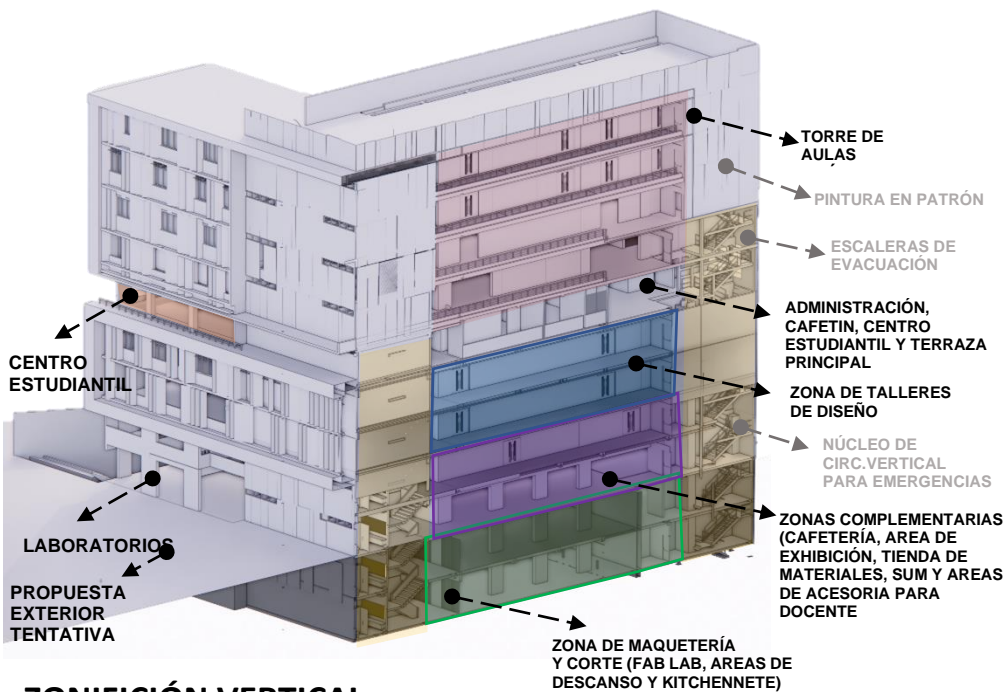 TORRE DE
AULAS
PINTURA EN PATRÓN
ESCALERAS DE
EVACUACIÓN
ADMINISTRACIÓN,
CAFETIN, CENTRO
ESTUDIANTIL Y TERRAZA
PRINCIPAL
CENTRO
ESTUDIANTIL
ZONA DE TALLERES
DE DISEÑO
NÚCLEO DE
CIRC.VERTICAL
PARA EMERGENCIAS
ZONAS COMPLEMENTARIAS
(CAFETERÍA, AREA DE
EXHIBICIÓN, TIENDA DE
MATERIALES, SUM Y AREAS
DE ACESORIA PARA
DOCENTE
LABORATORIOS
PROPUESTA
EXTERIOR
TENTATIVA
ZONA DE MAQUETERÍA
Y CORTE (FAB LAB, AREAS DE
DESCANSO Y KITCHENNETE)
ZONIFICIÓN VERTICAL